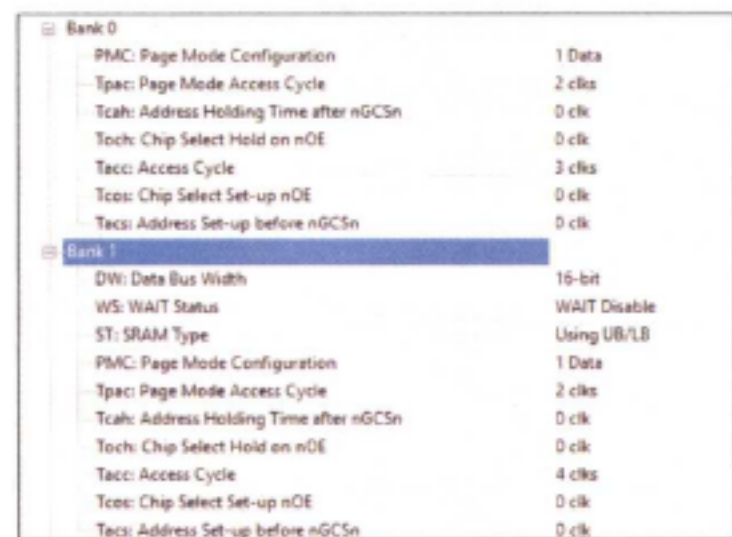 Bank 0
PMC: Page Mode Configuration 1 Data
Tpac: Page Mode Access Cycle 2 clks
Tcah: Address Holding Time after nGCSn 0 clk
Toch: Chip Select Hold on nOE 0 clk
Tacc: Access Cycle 3 clks
Tcos: Chip Select Set-up nOE 0 clk
Tacs: Address Set-up before nGCSn 0 clk
Bank 1
DW: Data Bus Width 16-bit
WS: WAIT Status WAIT Disable
ST: SRAM Type Using UB/LB
PMC: Page Mode Configuration 1 Data
Tpac: Page Mode Access Cycle 2 clks
Tcah: Address Holding Time after nGCSn 0 clk
Toch: Chip Select Hold on nOE 0 clk
Tacc: Access Cycle 4 clks
Tcos: Chip Select Set-up nOE 0 clk
Tacs: Address Set-up before nGCSn 0 clk